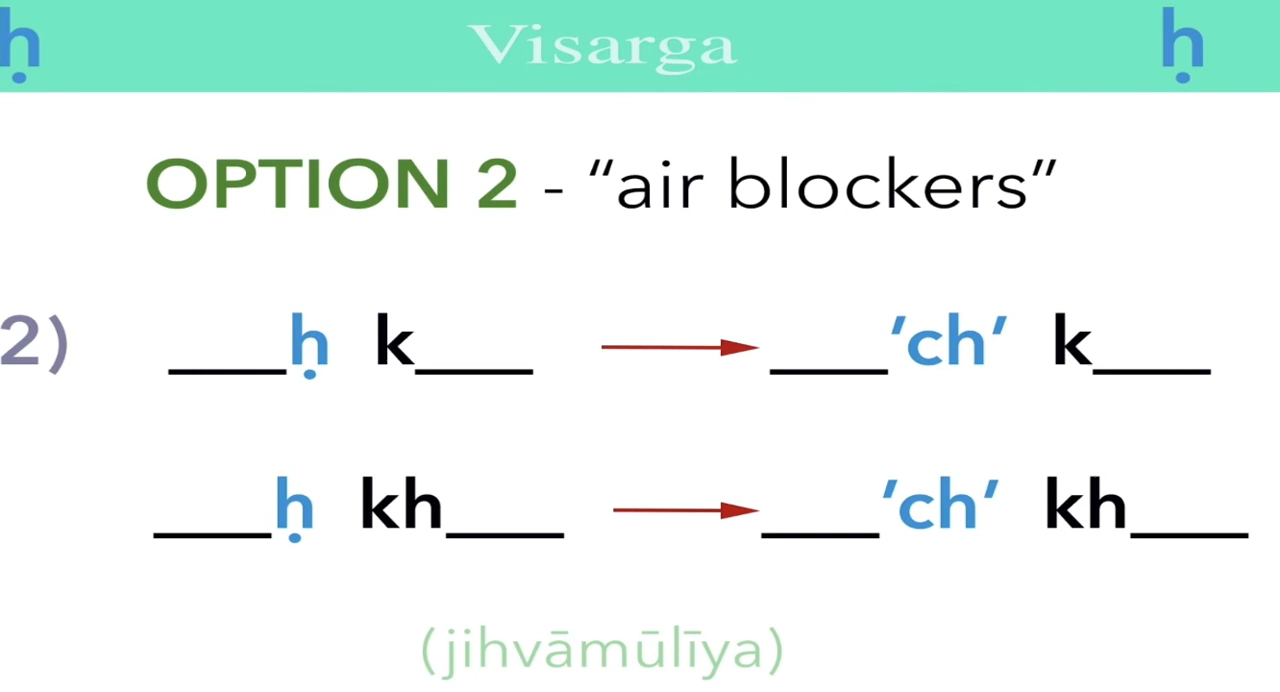 ḥ Visarga ḥ
OPTION 2 - “air blockers”
2) ____ḥ k____ → ____’ch’ k____
____ḥ kh____ → ____’ch’ kh____
(jihvāmūlīya)